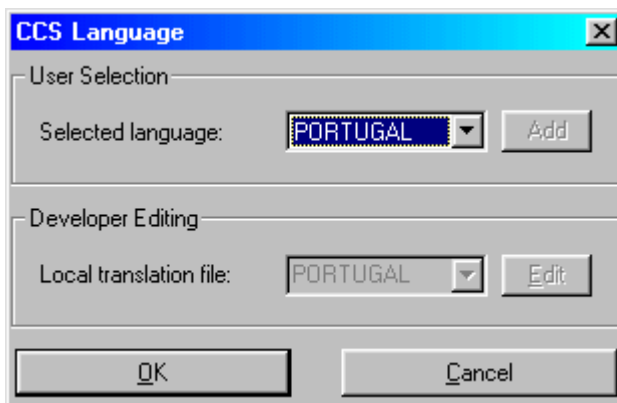 CCS Language
User Selection
Selected language: PORTUGAL Add
Developer Editing
Local translation file: PORTUGAL Edit
OK Cancel